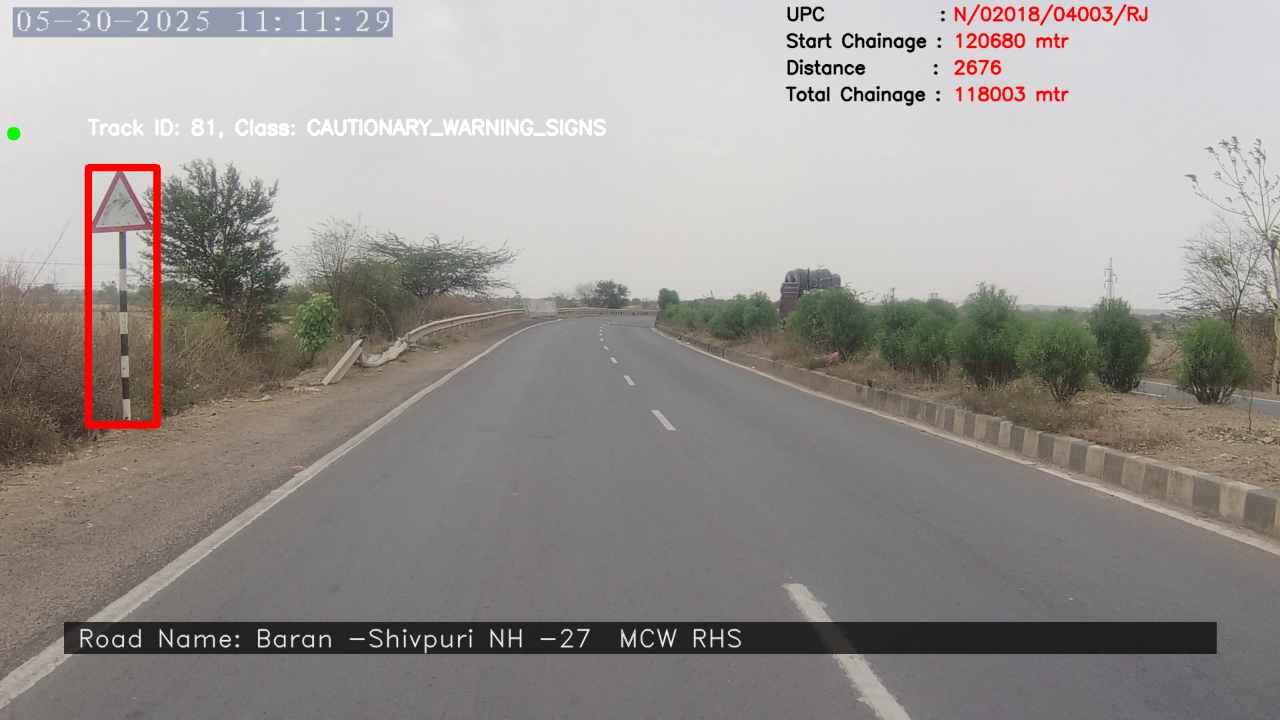 05-30-2025 11:11:29
UPC : N/02018/04003/RJ
Start Chainage : 120680 mtr
Distance : 2676
Total Chainage : 118003 mtr
Track ID: 81, Class: CAUTIONARY_WARNING_SIGNS
Road Name: Baran -Shivpuri NH -27 MCW RHS